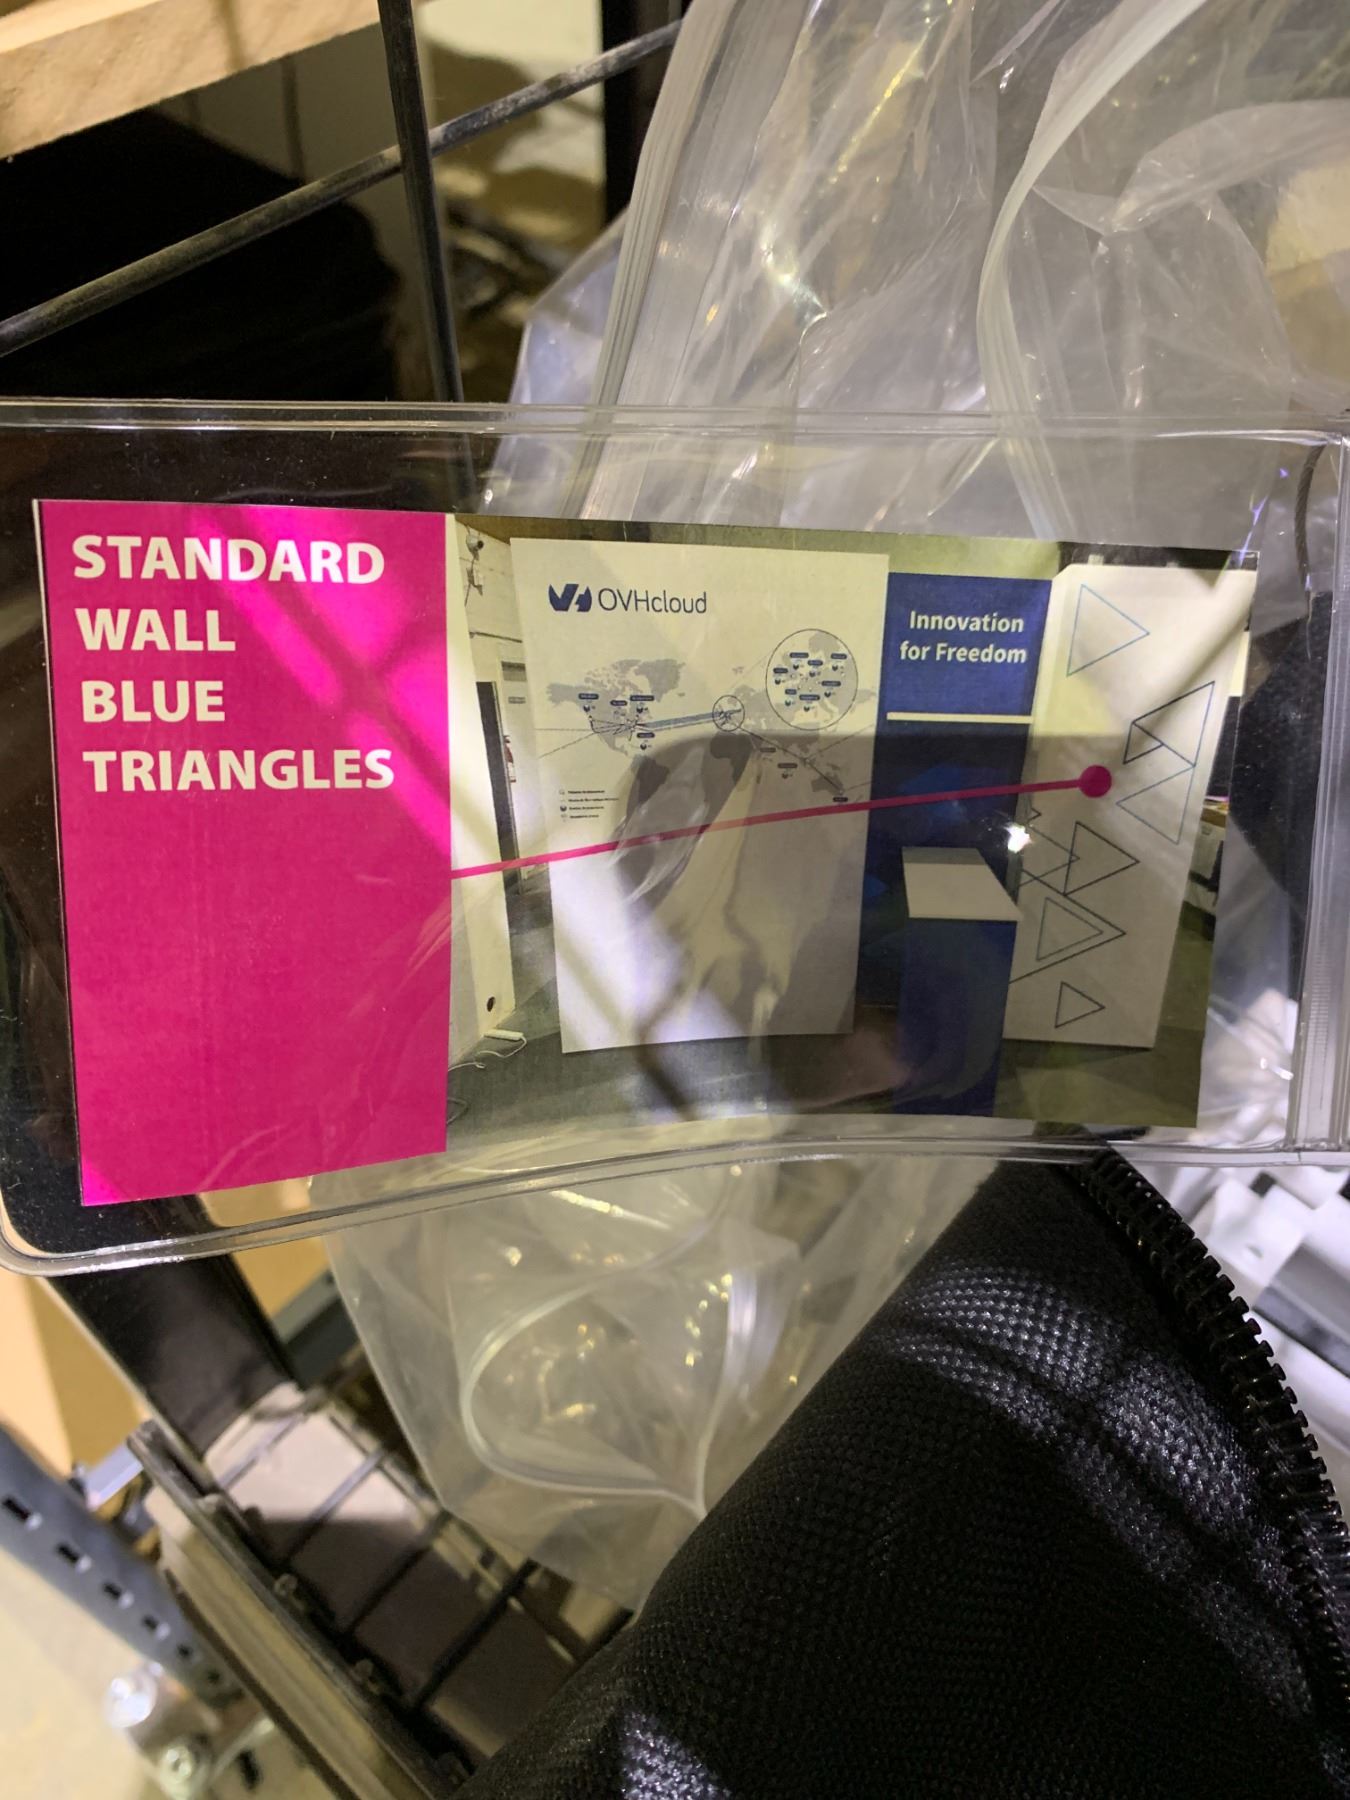 STANDARD
WALL
BLUE
TRIANGLES
OVHcloud
Innovation
for Freedom